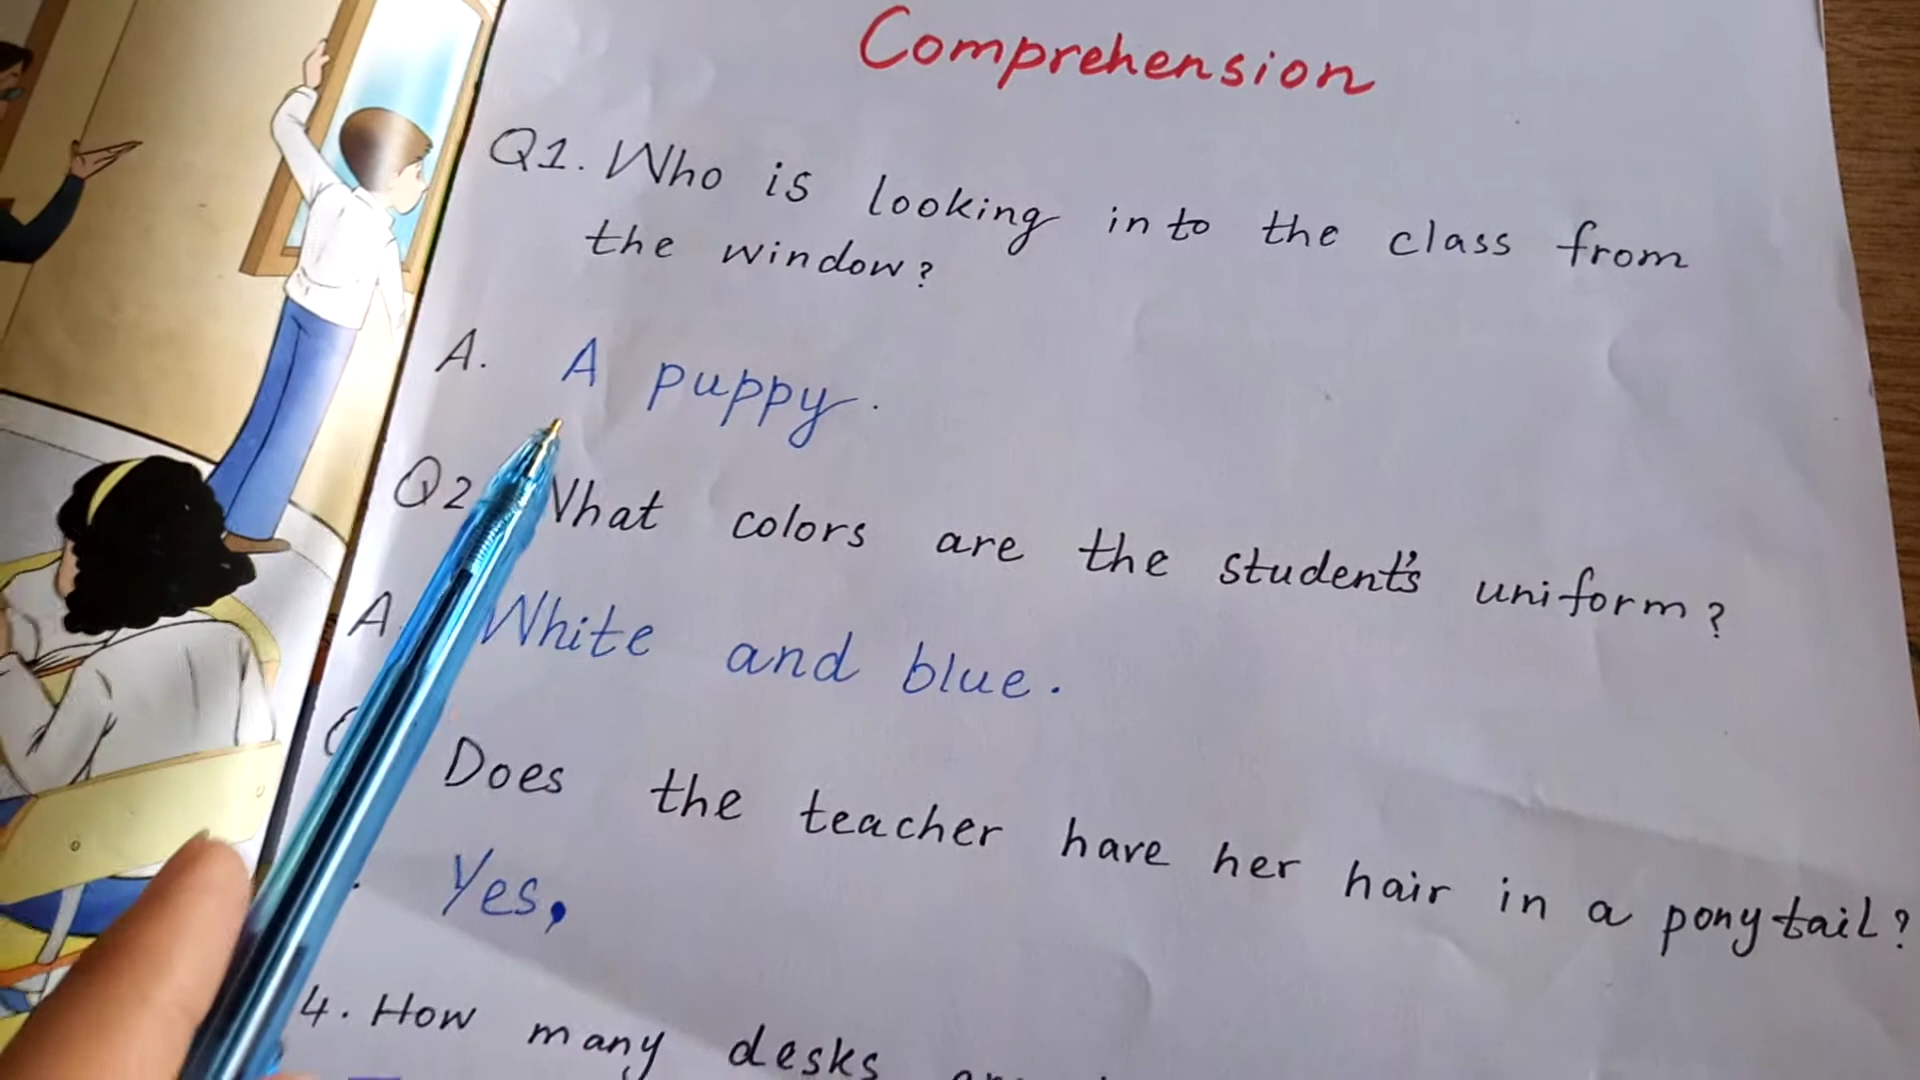 Comprehension
Q1. Who is looking into the class from
the window?
A. A puppy.
Q2 What colors are the student's uniform?
A. White and blue.
Does the teacher have her hair in a ponytail?
Yes,
4. How many desks